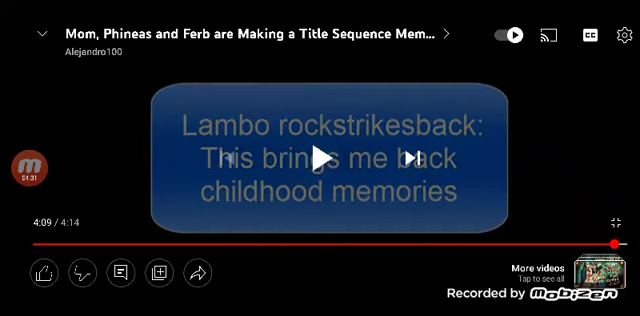 Mom, Phineas and Ferb are Making a Title Sequence Mem...
Alejandro100
CC
Lambo rockstrikesback:
This brings me back
childhood memories
04:31
4:09 / 4:14
More videos
Tap to see all
Recorded by mobizen